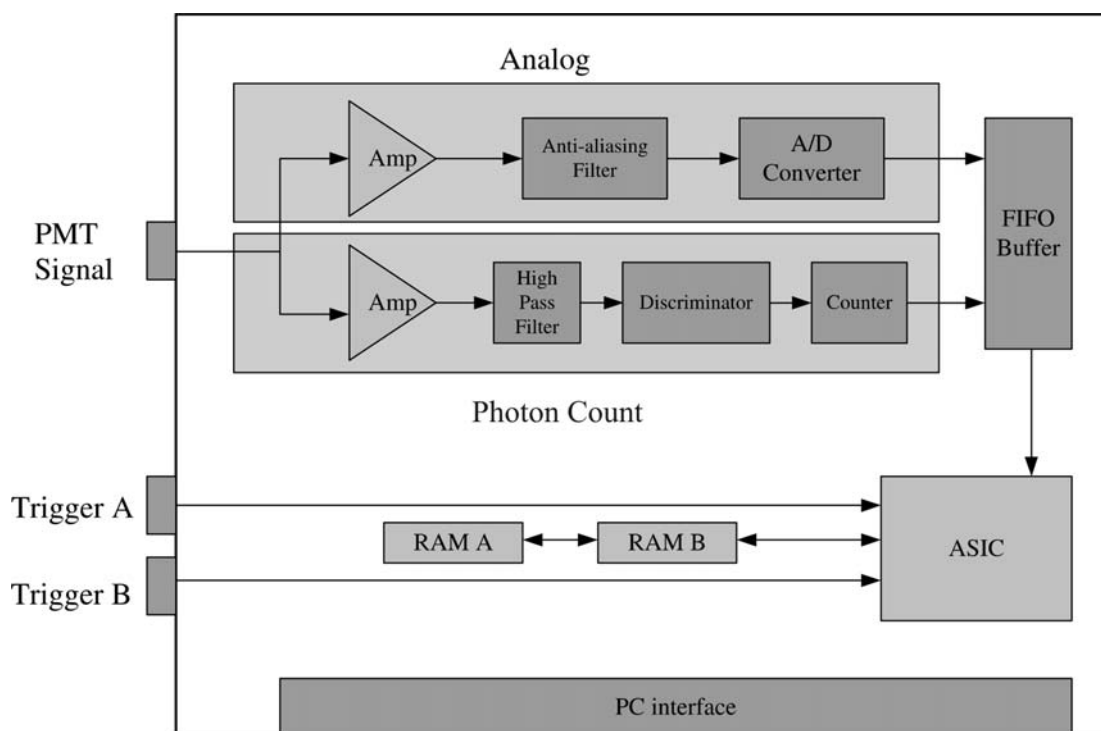 Analog
Amp
Anti-aliasing
Filter
A/D
Converter
FIFO
Buffer
PMT
Signal
Amp
High
Pass
Filter
Discriminator
Counter
Photon Count
Trigger A
RAM A
RAM B
ASIC
Trigger B
PC interface